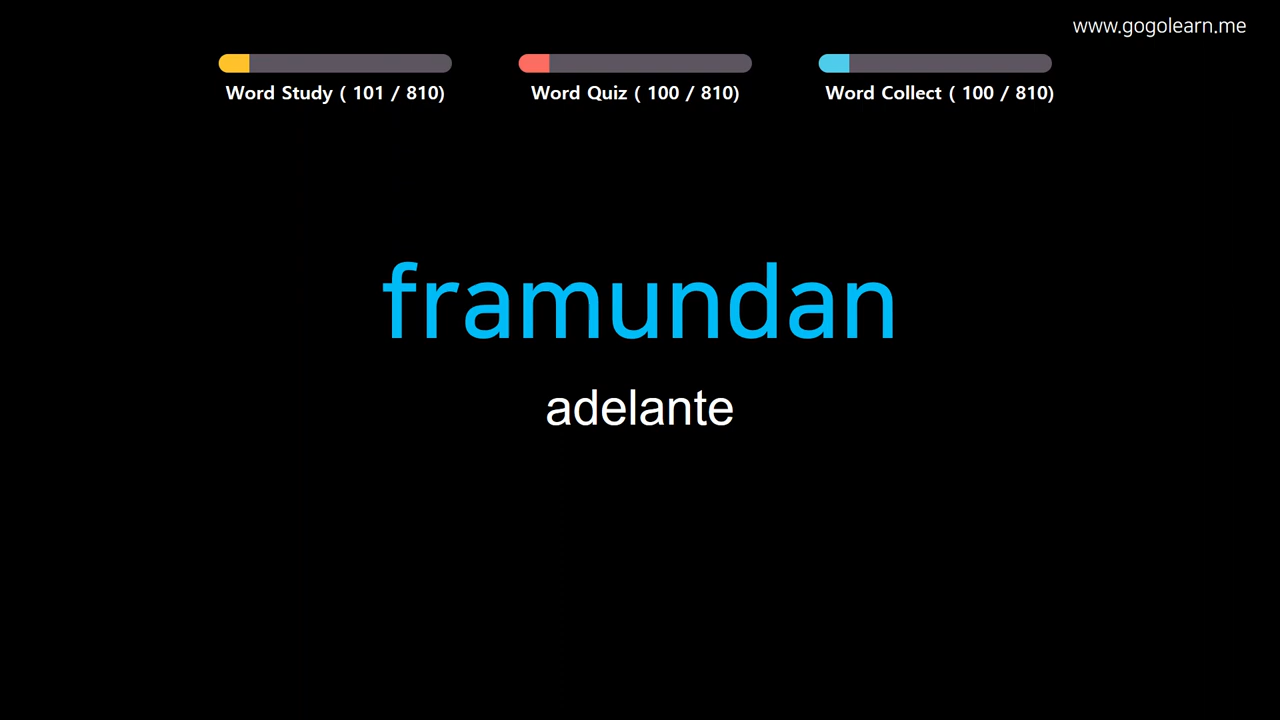 www.gogolearn.me
Word Study ( 101 / 810)
Word Quiz ( 100 / 810)
Word Collect ( 100 / 810)
framundan
adelante